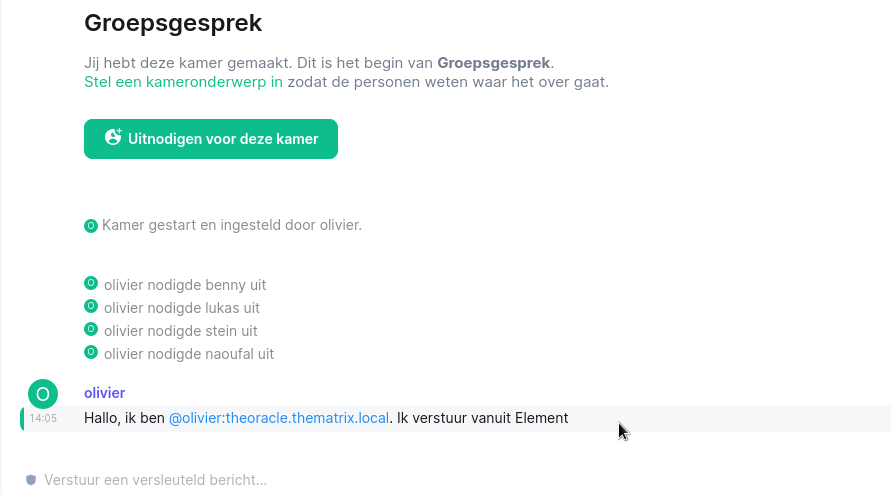 Groepsgesprek
Jij hebt deze kamer gemaakt. Dit is het begin van Groepsgesprek.
Stel een kameronderwerp in zodat de personen weten waar het over gaat.
Uitnodigen voor deze kamer
O Kamer gestart en ingesteld door olivier.
O olivier nodigde benny uit
O olivier nodigde lukas uit
O olivier nodigde stein uit
O olivier nodigde naoufal uit
O olivier
14:05 Hallo, ik ben @olivier:theoracle.thematrix.local. Ik verstuur vanuit Element
Verstuur een versleuteld bericht...